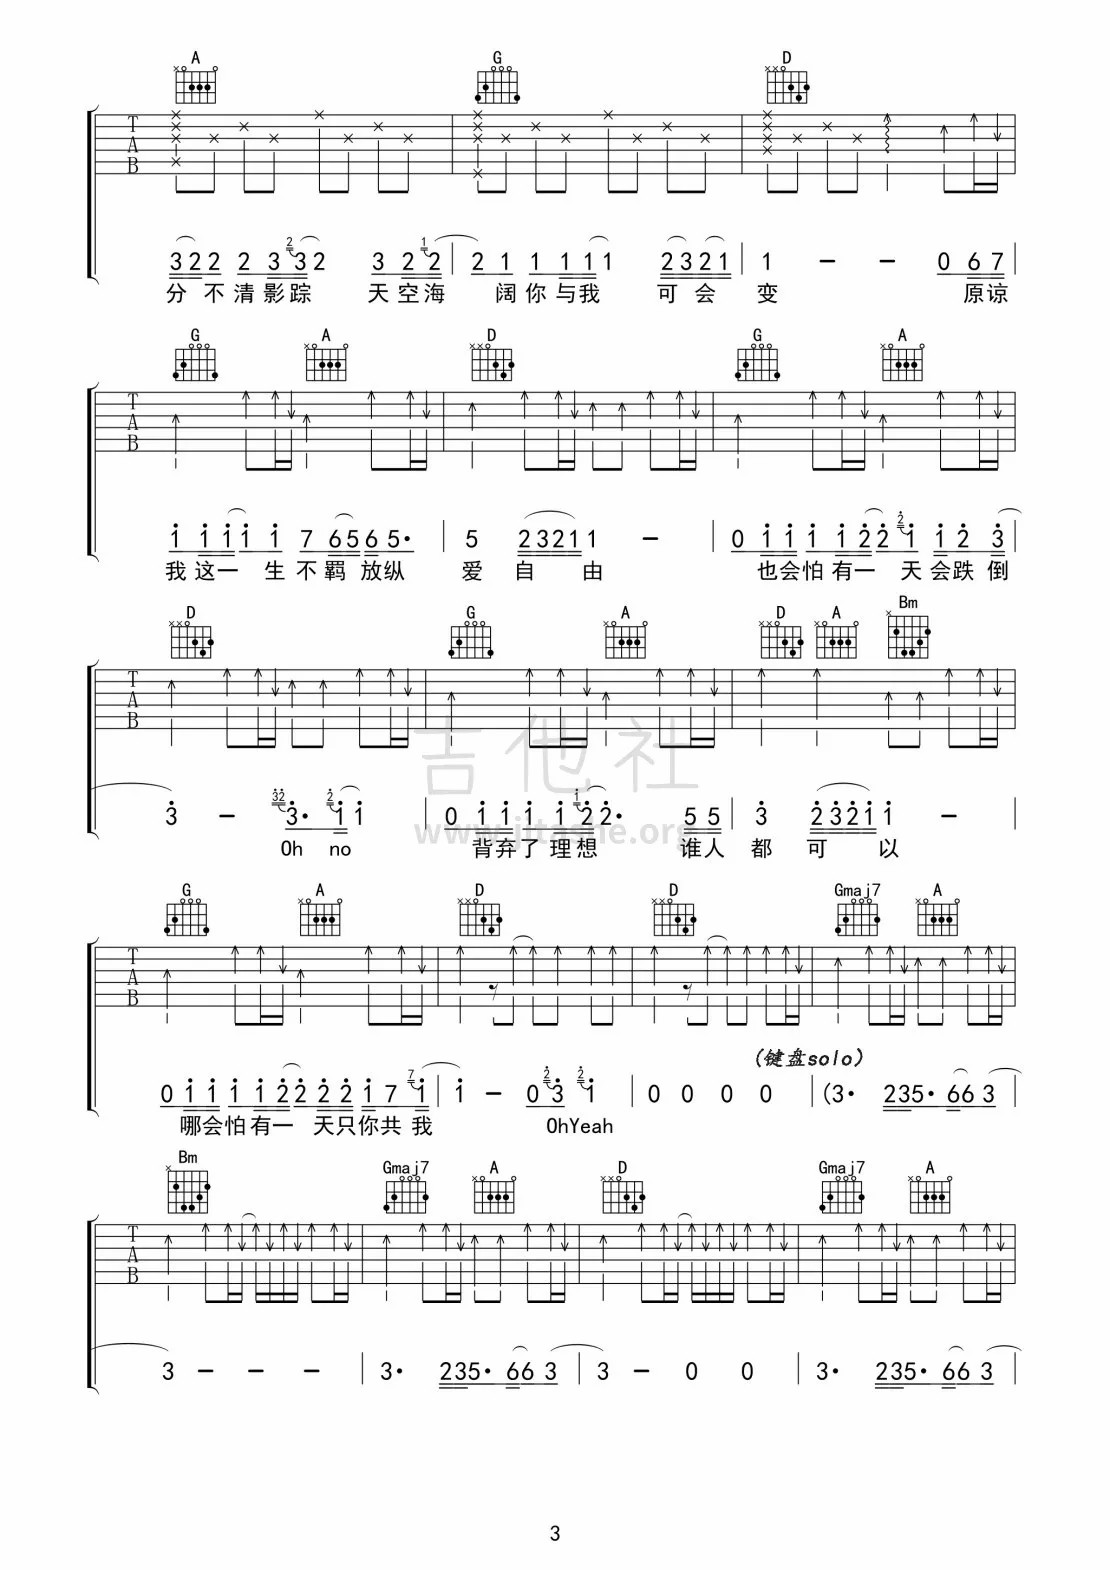 A G D
T
A
B
3 2 2 2 3 2 3 2 3 2 1 2 2 1 1 1 1 1 2 3 2 1 1 - - 0 6 7
分 不 清 影 踪 天 空 海 阔 你 与 我 可 会 变 原 谅
G A D G A
T
A
B
1 1 1 1 1 1 7 6 5 6 5· 5 2 3 2 1 1 - 0 1 1 1 1 2 2 2 1 1 2 3
我 这 一 生 不 羁 放 纵 爱 自 由 也 会 怕 有 一 天 会 跌 倒
D G A D A Bm
T
A
B
3 - 32 3· 2 1 1 0 1 1 1 1 1 2 2· 5 5 3 2 3 2 1 1 -
Oh no 背 弃 了 理 想 谁 人 都 可 以
吉他社
www.jitashe.org
G A D D Gmaj7 A
T
A
B
(键盘solo)
0 1 1 1 1 2 2 2 2 1 7 7 1 1 - 0 2 3 2 1 0 0 0 0 (3· 2 3 5· 6 6 3
哪 会 怕 有 一 天 只 你 共 我 OhYeah
Bm Gmaj7 A D Gmaj7 A
T
A
B
3 - - - 3· 2 3 5· 6 6 3 3 - 0 0 3· 2 3 5· 6 6 3
3